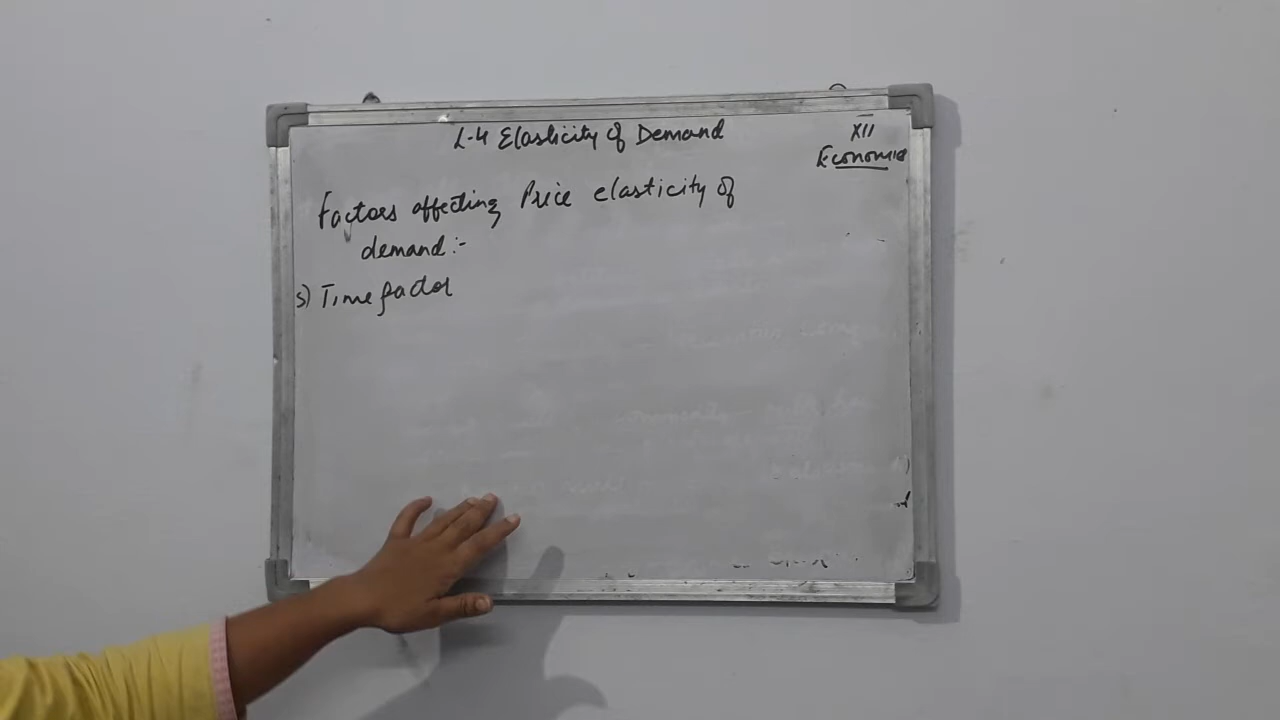 L-4 Elasticity of Demand
XII
Economics
Factors affecting Price elasticity of
demand :-
5) Time factor